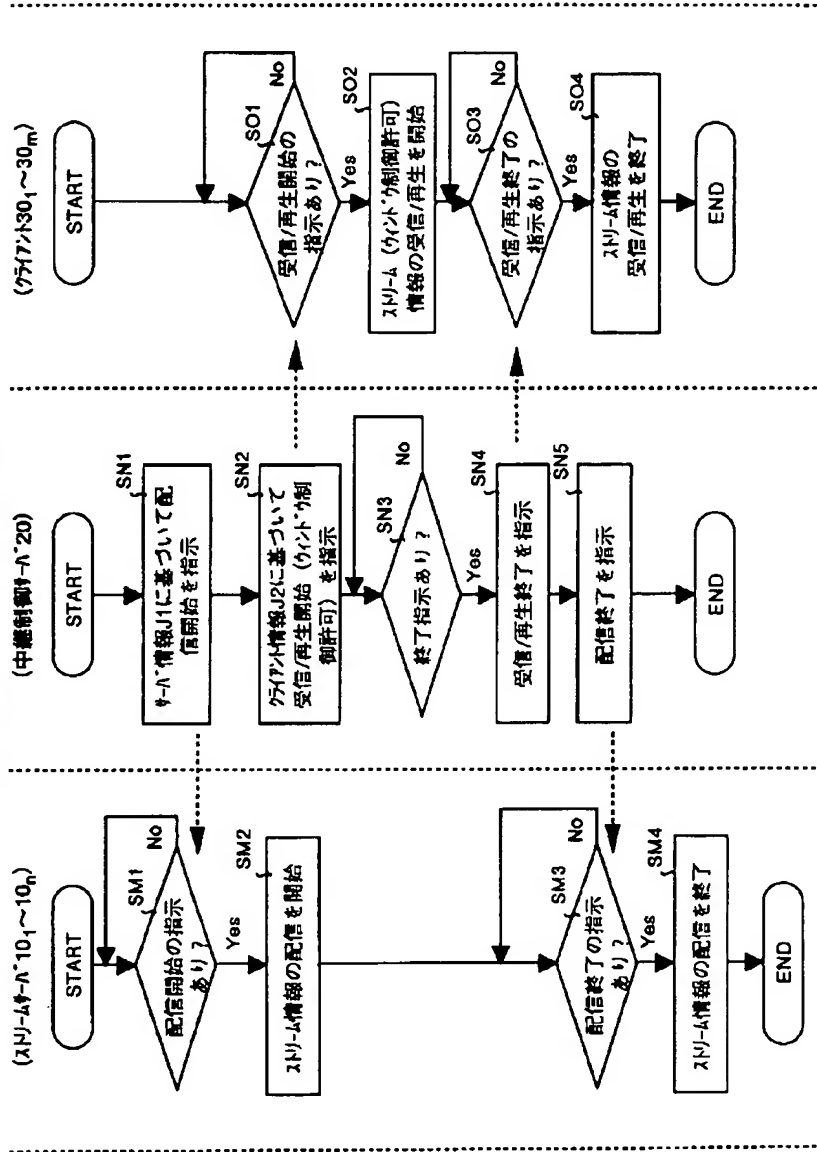 (ストリームサーバ10₁～10ₙ)
START
SM1
配信開始の指示
あり？
No
Yes
SM2
ストリーム情報の配信を開始
SM3
配信終了の指示
あり？
No
Yes
SM4
ストリーム情報の配信を終了
END
(中継制御サーバ20)
START
SN1
サーバ情報J1に基づいて配
信開始を指示
SN2
クライアント情報J2に基づいて
受信/再生開始（ウィンドウ制
御許可）を指示
SN3
終了指示あり？
No
Yes
SN4
受信/再生終了を指示
SN5
配信終了を指示
END
(クライアント30₁～30ₘ)
START
SO1
受信/再生開始の
指示あり？
No
Yes
SO2
ストリーム（ウィンドウ制御許可）
情報の受信/再生を開始
SO3
受信/再生終了の
指示あり？
No
Yes
SO4
ストリーム情報の
受信/再生を終了
END